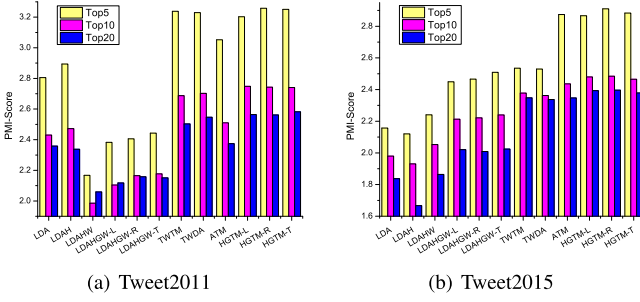 Top5
Top10
Top20
PMI-Score
3.2
3.0
2.8
2.6
2.4
2.2
2.0
LDA LDAH LDAHW LDAHGW-L LDAHGW-R LDAHGW-T TWTM TWDA ATM HGTM-L HGTM-R HGTM-T
(a) Tweet2011
Top5
Top10
Top20
PMI-Score
2.8
2.6
2.4
2.2
2.0
1.8
1.6
LDA LDAH LDAHW LDAHGW-L LDAHGW-R LDAHGW-T TWTM TWDA ATM HGTM-L HGTM-R HGTM-T
(b) Tweet2015